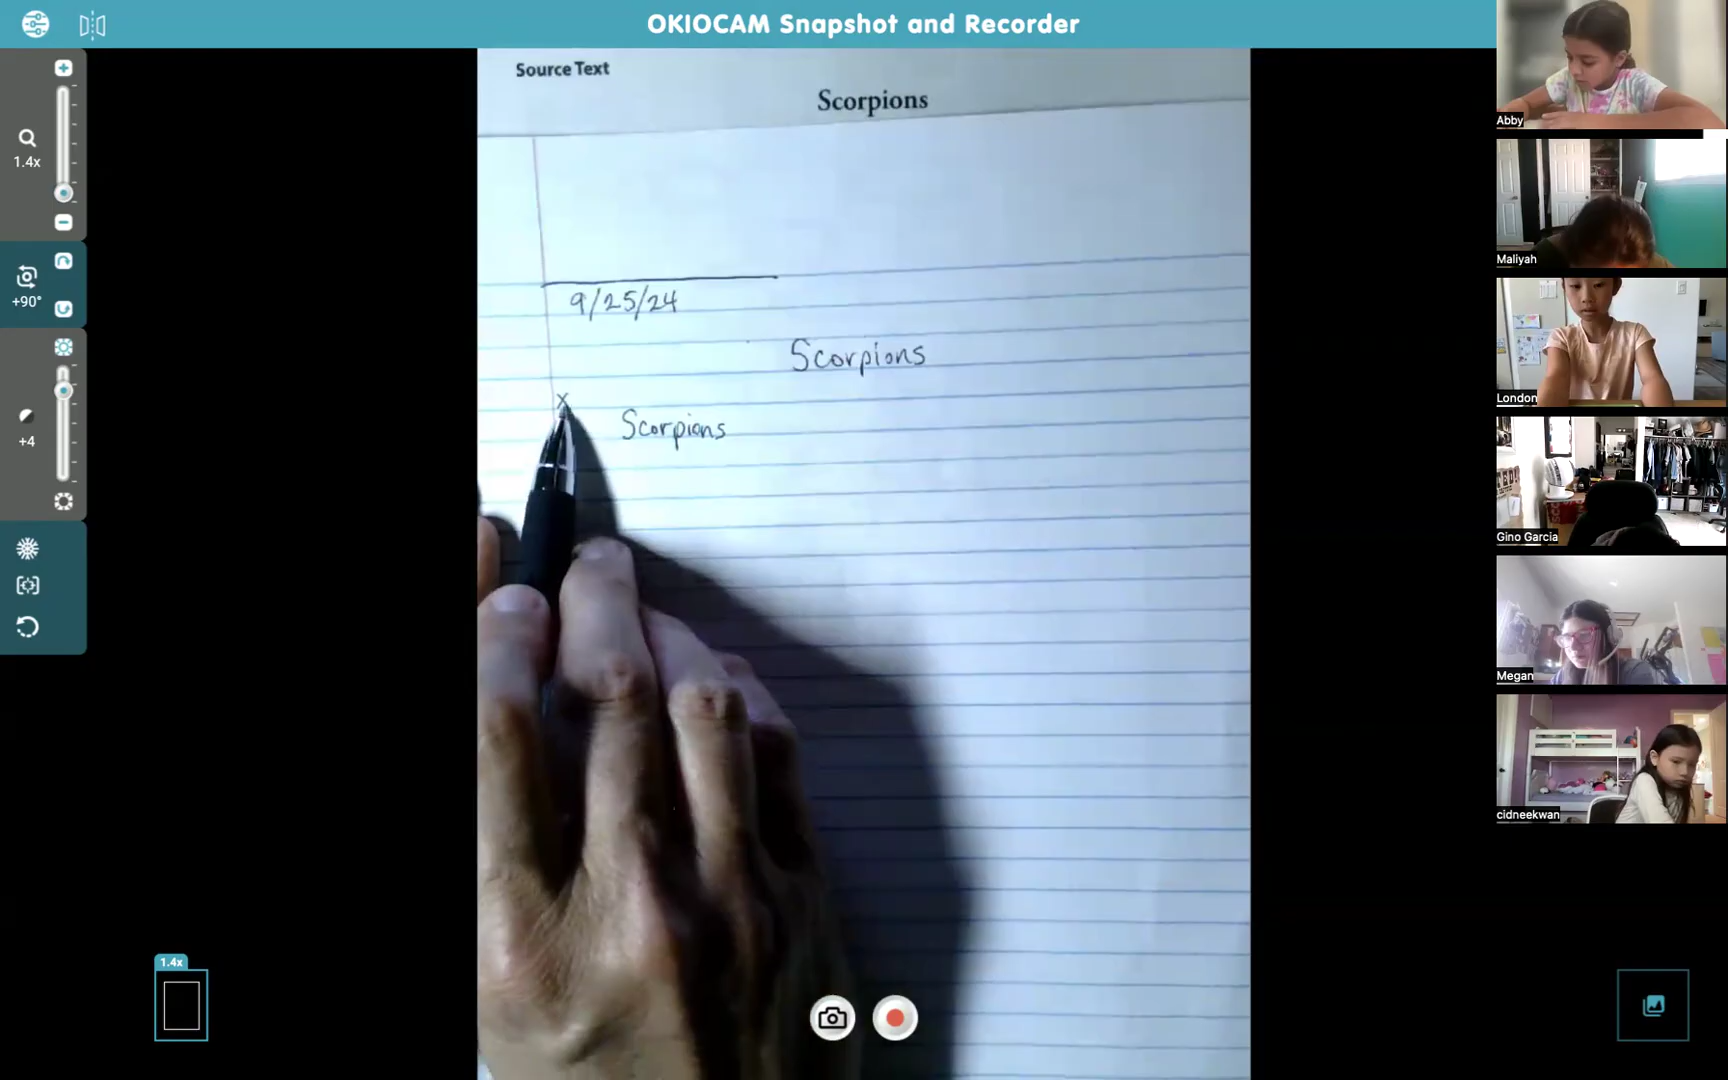 OKIOCAM Snapshot and Recorder
1.4x
+90°
+4
1.4x
Source Text
Scorpions
9/25/24
Scorpions
x
Scorpions
Abby
Maliyah
London
Gino Garcia
Megan
cidneekwan